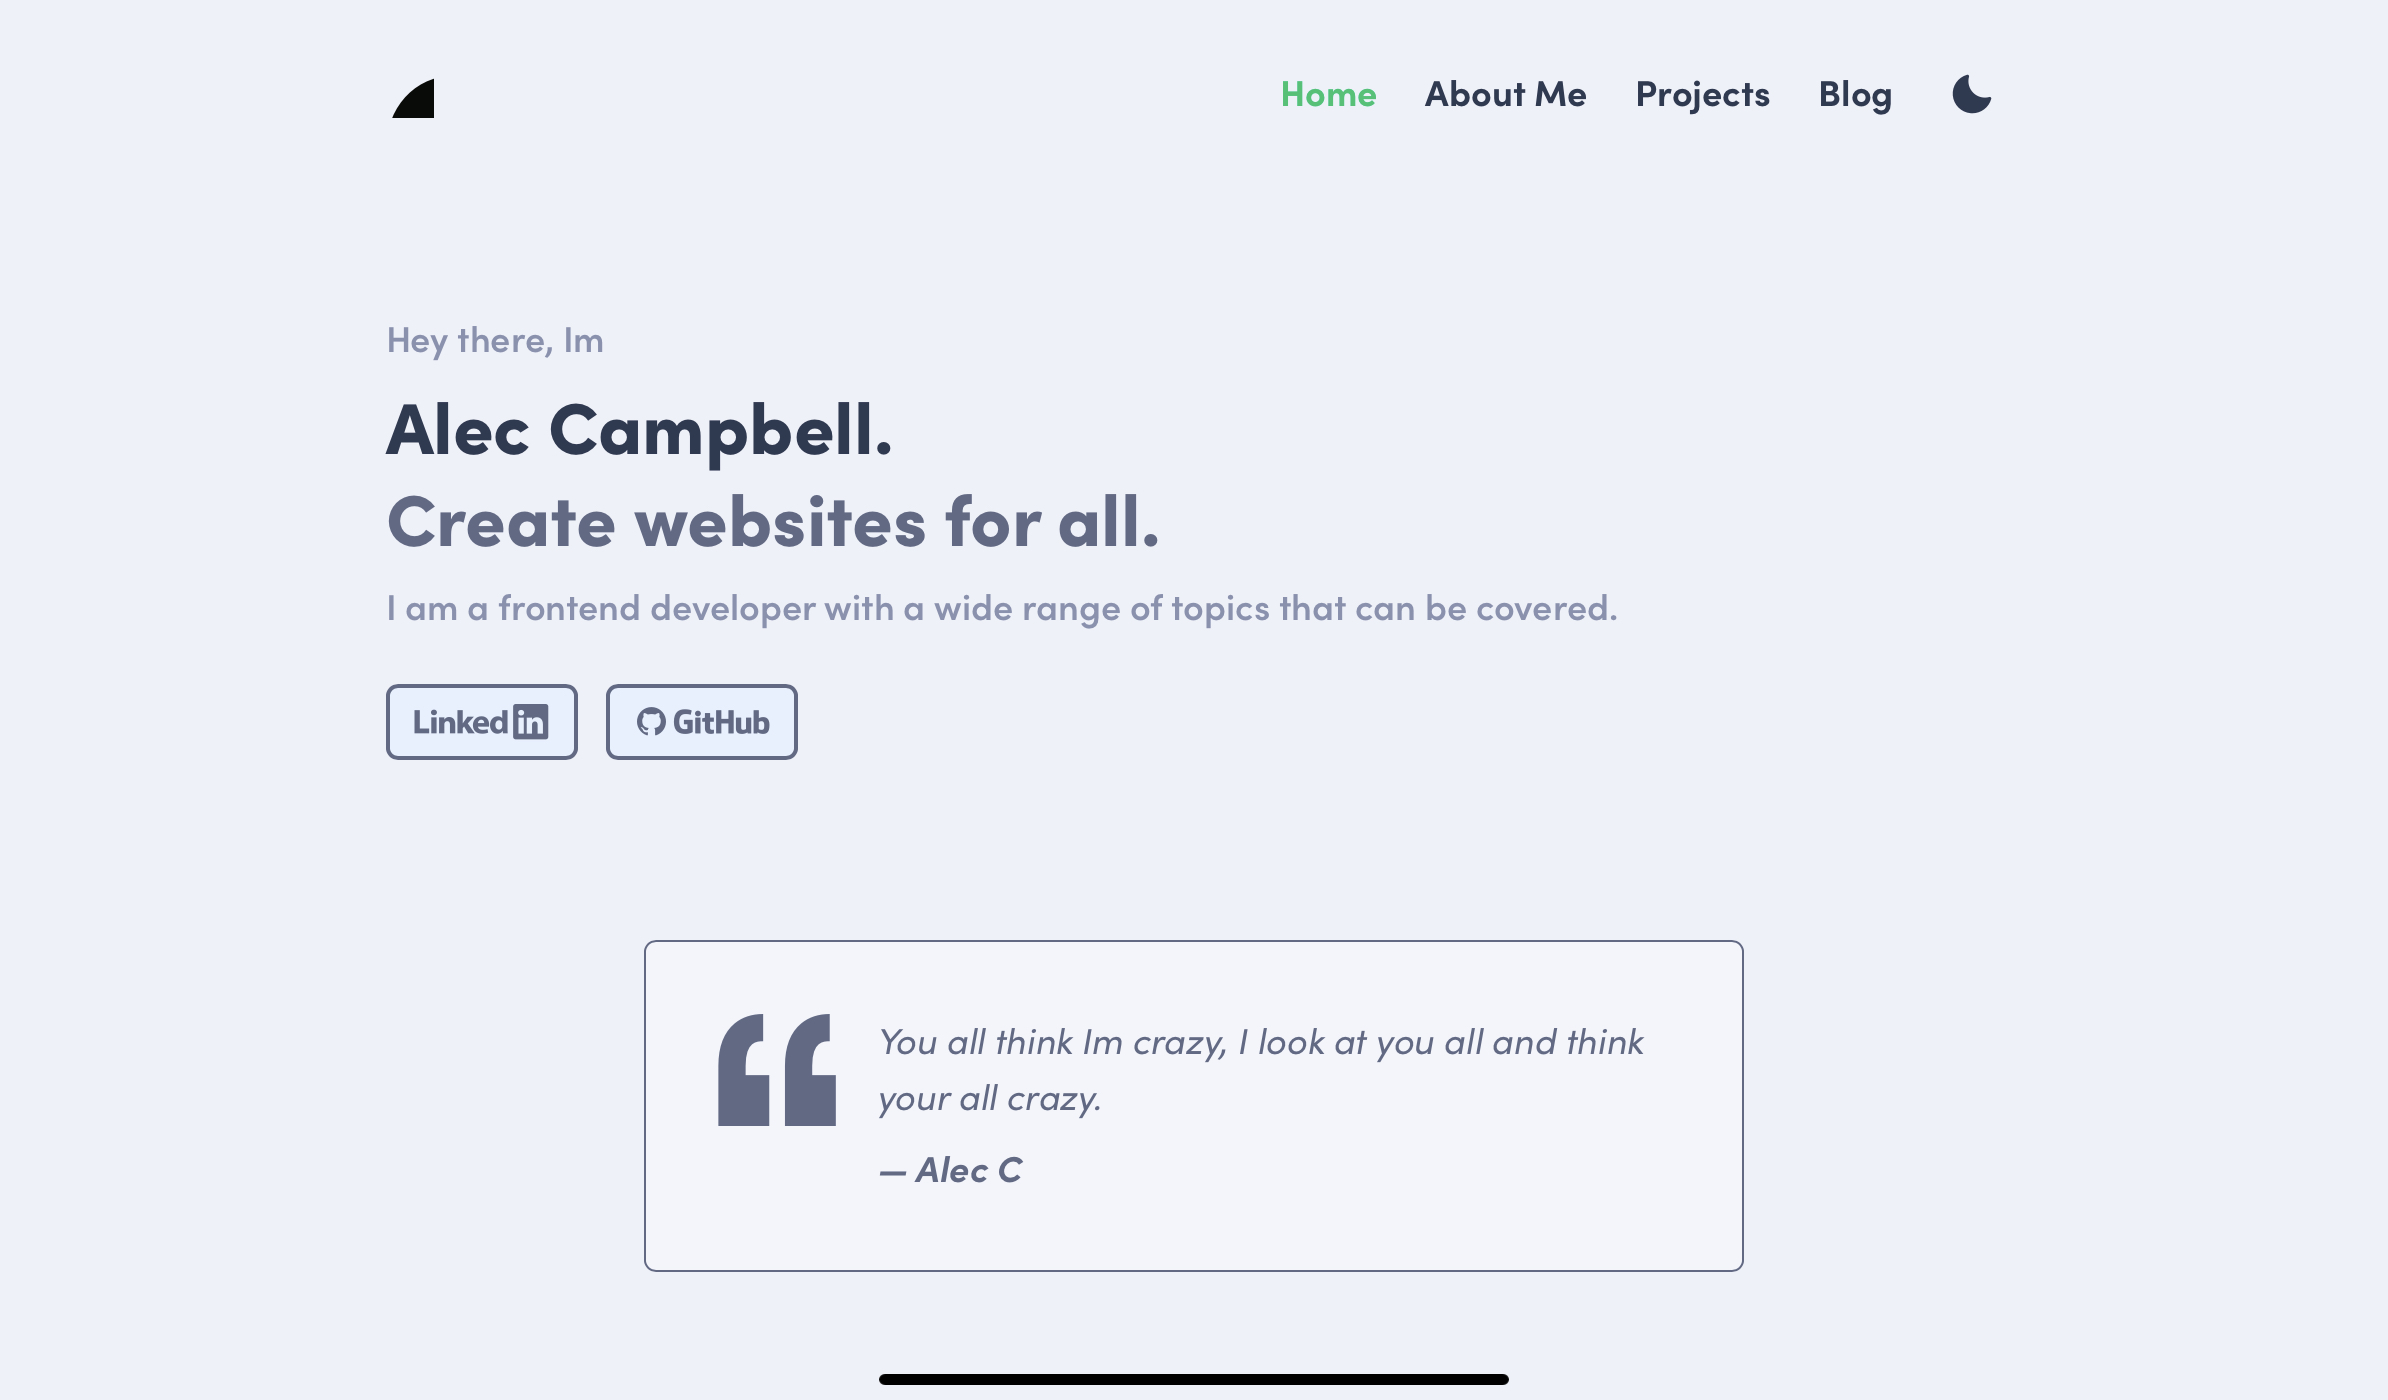 Home About Me Projects Blog
Hey there, Im
Alec Campbell.
Create websites for all.
I am a frontend developer with a wide range of topics that can be covered.
Linked in GitHub
You all think Im crazy, I look at you all and think
your all crazy.
— Alec C